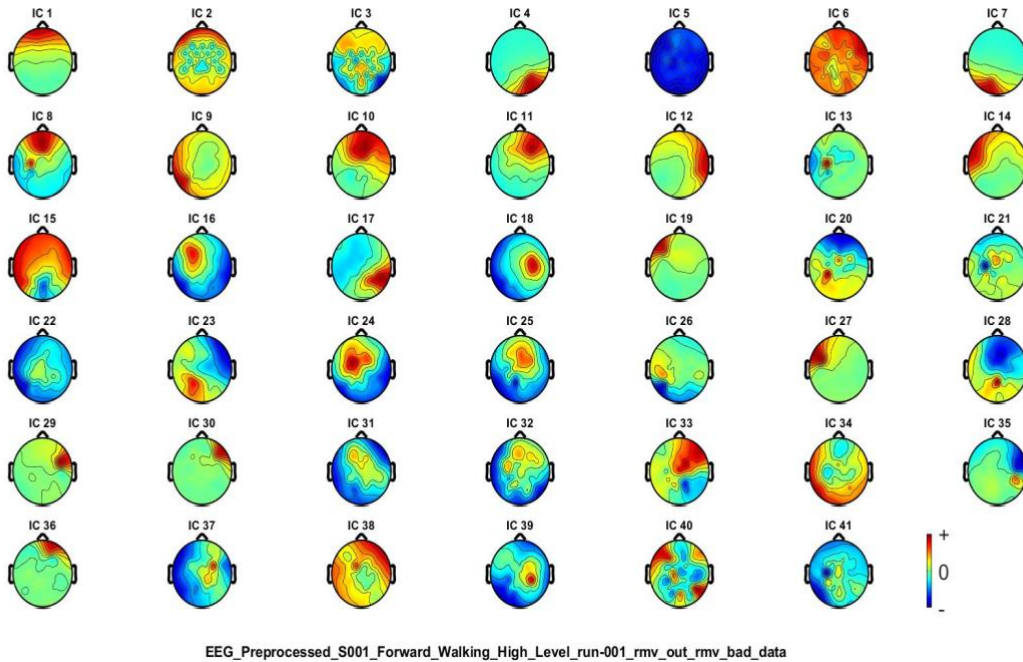 IC 1 IC 2 IC 3 IC 4 IC 5 IC 6 IC 7
IC 8 IC 9 IC 10 IC 11 IC 12 IC 13 IC 14
IC 15 IC 16 IC 17 IC 18 IC 19 IC 20 IC 21
IC 22 IC 23 IC 24 IC 25 IC 26 IC 27 IC 28
IC 29 IC 30 IC 31 IC 32 IC 33 IC 34 IC 35
IC 36 IC 37 IC 38 IC 39 IC 40 IC 41
+
0
-
EEG_Preprocessed_S001_Forward_Walking_High_Level_run-001_rmv_out_rmv_bad_data